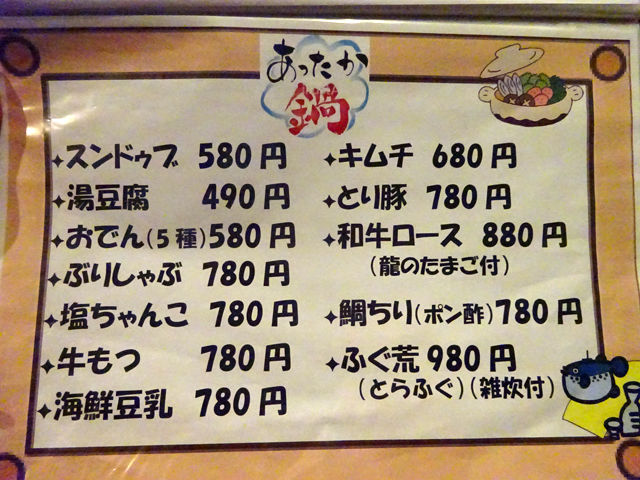 あったか
鍋
スンドゥブ 580円
湯豆腐 490円
おでん(5種)580円
ぶりしゃぶ 780円
塩ちゃんこ 780円
牛もつ 780円
海鮮豆乳 780円
キムチ 680円
とり豚 780円
和牛ロース 880円
(龍のたまご付)
鯛ちり(ポン酢)780円
ふぐ荒 980円
(とらふぐ)(雑炊付)